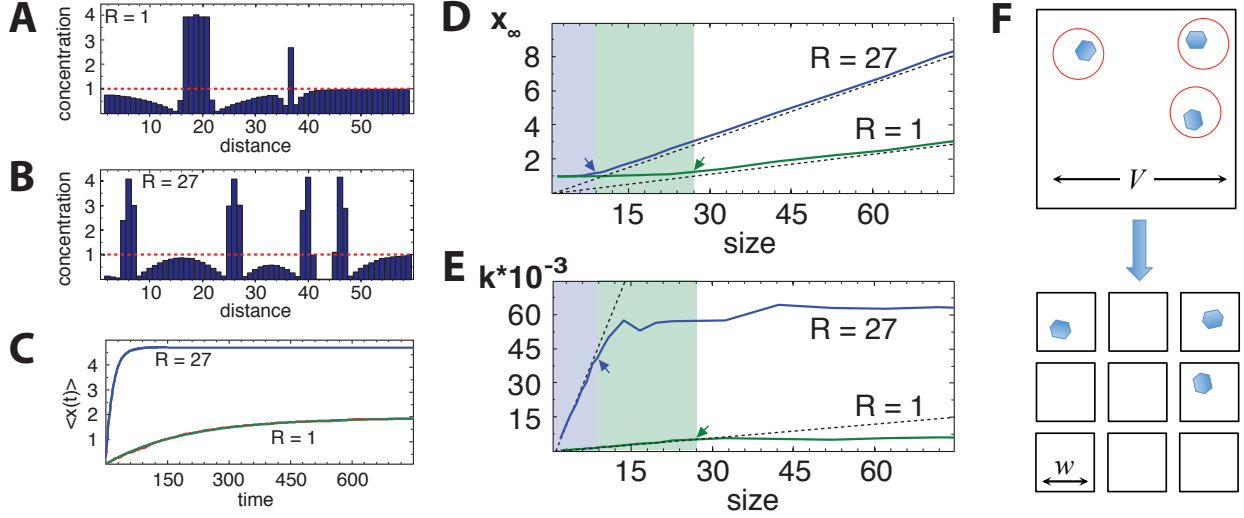 A
R = 1
concentration
4
3
2
1
10 20 30 40 50
distance
B
R = 27
concentration
4
3
2
1
10 20 30 40 50
distance
C
<x(t)>
4
3
2
1
R = 27
R = 1
150 300 450 600
time
D
x∞
8
6
4
2
R = 27
R = 1
15 30 45 60
size
E
k*10⁻³
60
45
30
15
R = 27
R = 1
15 30 45 60
size
F
V
w